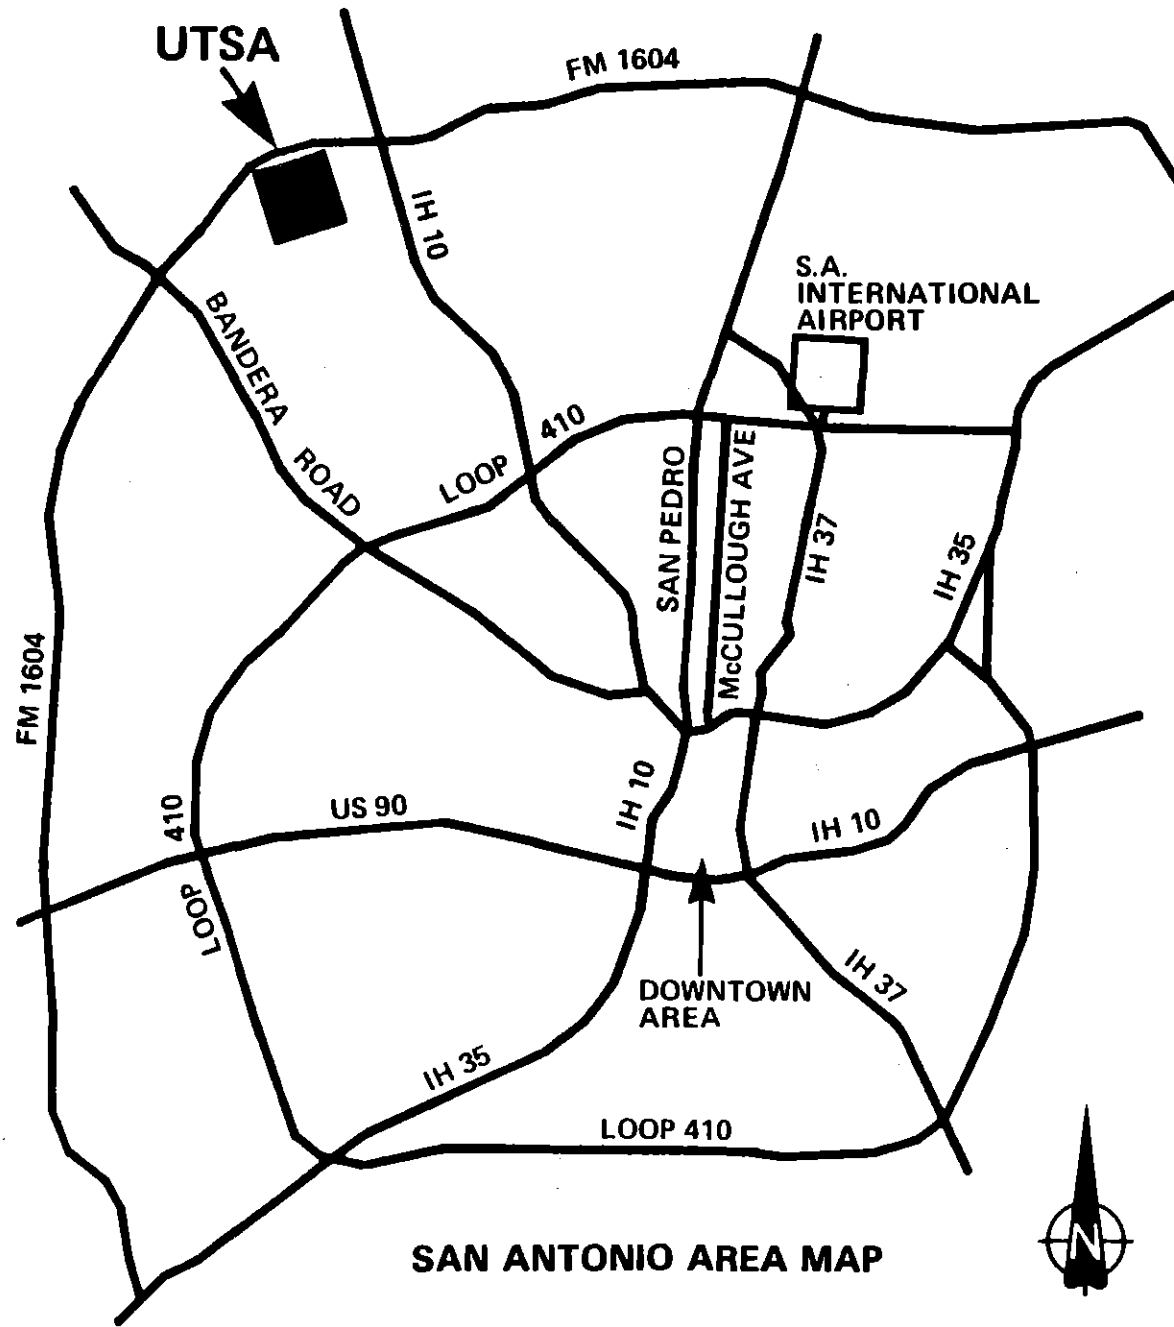 UTSA
FM 1604
IH 10
S.A.
INTERNATIONAL
AIRPORT
BANDERA
ROAD
LOOP
410
SAN PEDRO
McCULLOUGH AVE
IH 37
IH 35
FM 1604
410
LOOP
US 90
IH 10
IH 10
DOWNTOWN
AREA
IH 37
IH 35
LOOP 410
SAN ANTONIO AREA MAP
N